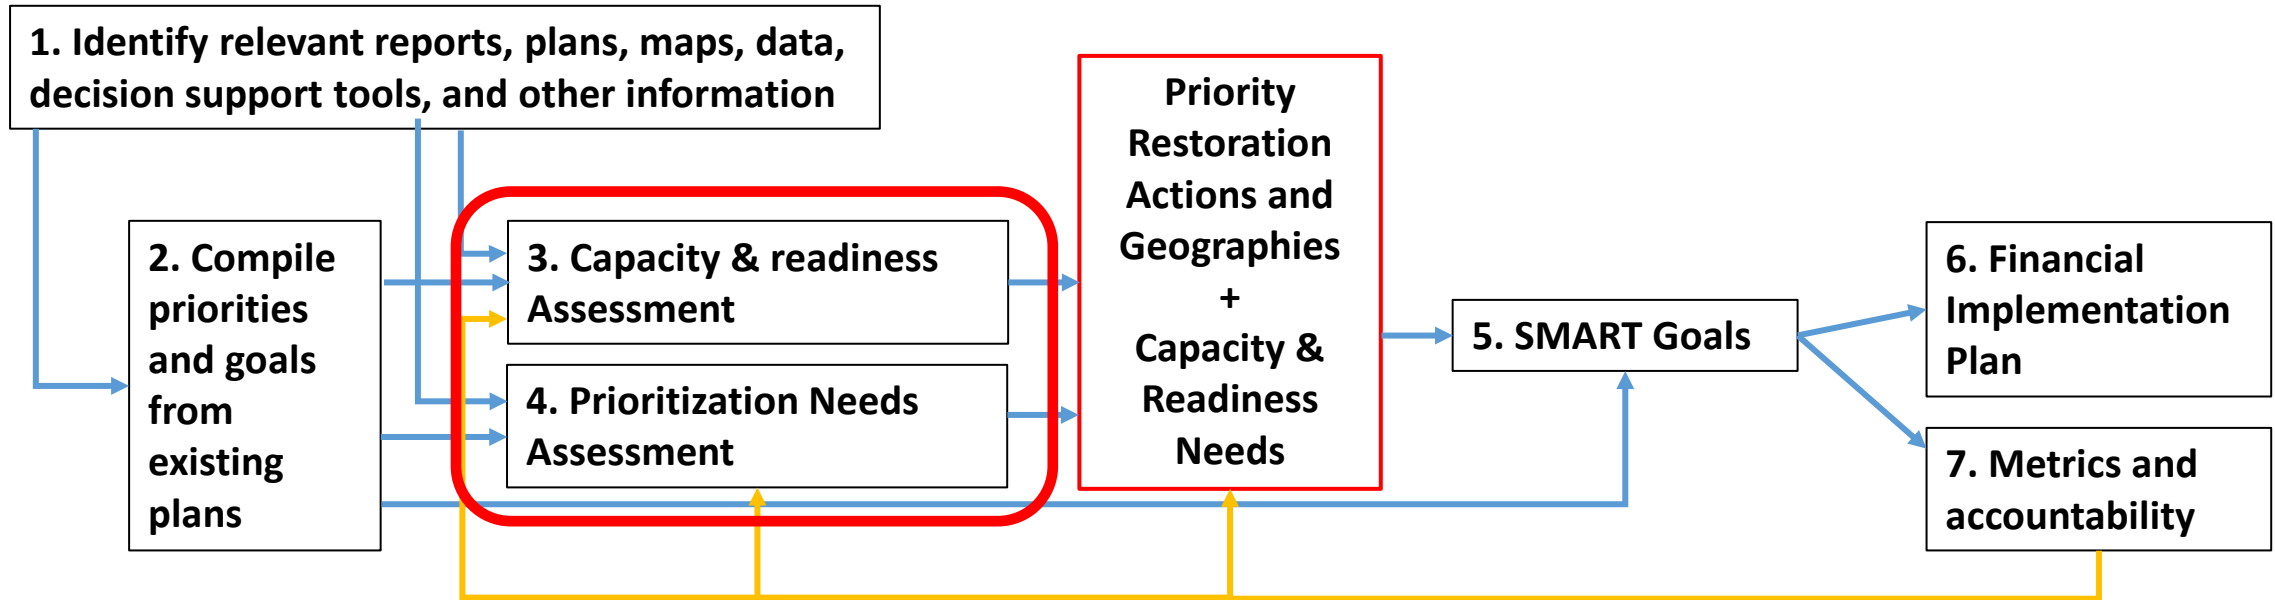 1. Identify relevant reports, plans, maps, data,
decision support tools, and other information
2. Compile
priorities
and goals
from
existing
plans
3. Capacity & readiness
Assessment
4. Prioritization Needs
Assessment
Priority
Restoration
Actions and
Geographies
+
Capacity &
Readiness
Needs
5. SMART Goals
6. Financial
Implementation
Plan
7. Metrics and
accountability